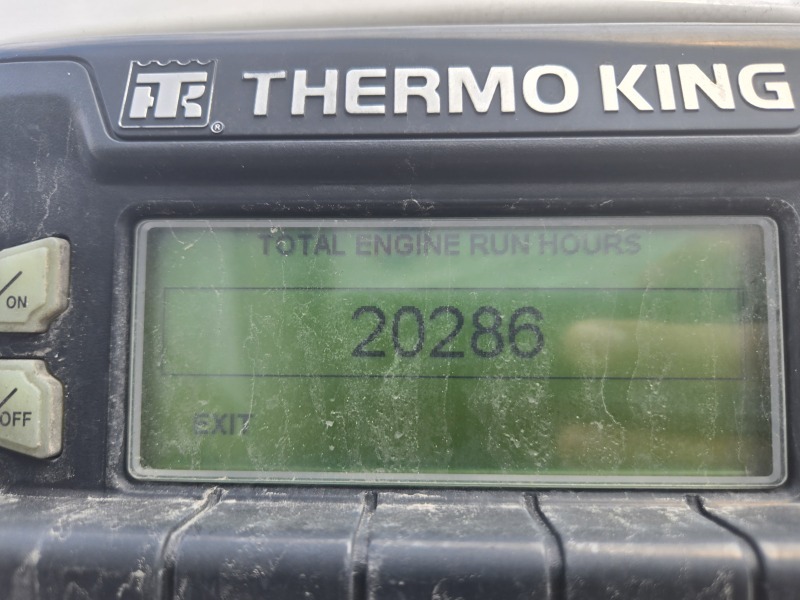 TK ® THERMO KING
TOTAL ENGINE RUN HOURS
ON
20286
OFF
EXIT